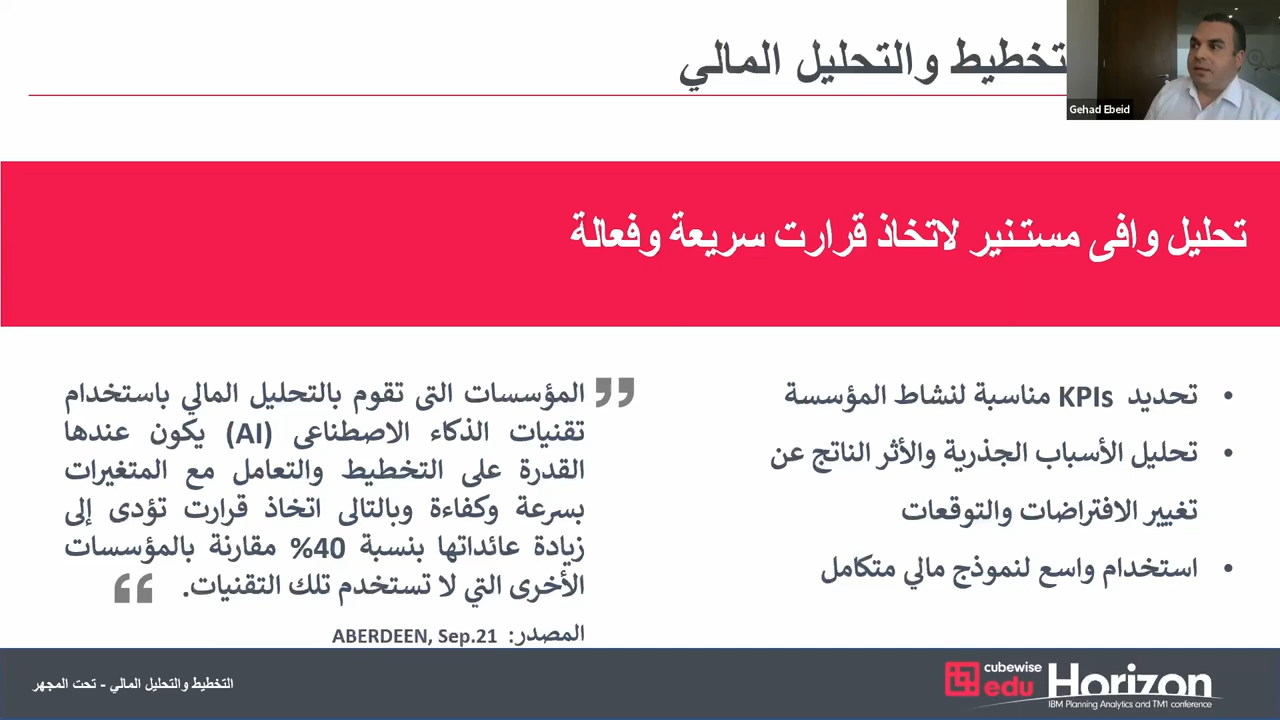 تخطيط والتحليل المالي
Gehad Ebeid
تحليل وافى مستنير لاتخاذ قرارت سريعة وفعالة
• تحديد KPIs مناسبة لنشاط المؤسسة
• تحليل الأسباب الجذرية والأثر الناتج عن
تغيير الافتراضات والتوقعات
• استخدام واسع لنموذج مالي متكامل
المؤسسات التى تقوم بالتحليل المالي باستخدام
تقنيات الذكاء الاصطناعى (AI) يكون عندها
القدرة على التخطيط والتعامل مع المتغيرات
بسرعة وكفاءة وبالتالى اتخاذ قرارت تؤدى إلى
زيادة عائداتها بنسبة 40% مقارنة بالمؤسسات
الأخرى التي لا تستخدم تلك التقنيات.
المصدر: ABERDEEN, Sep.21
التخطيط والتحليل المالي - تحت المجهر
cubewise
edu
Horizon
IBM Planning Analytics and TM1 conference